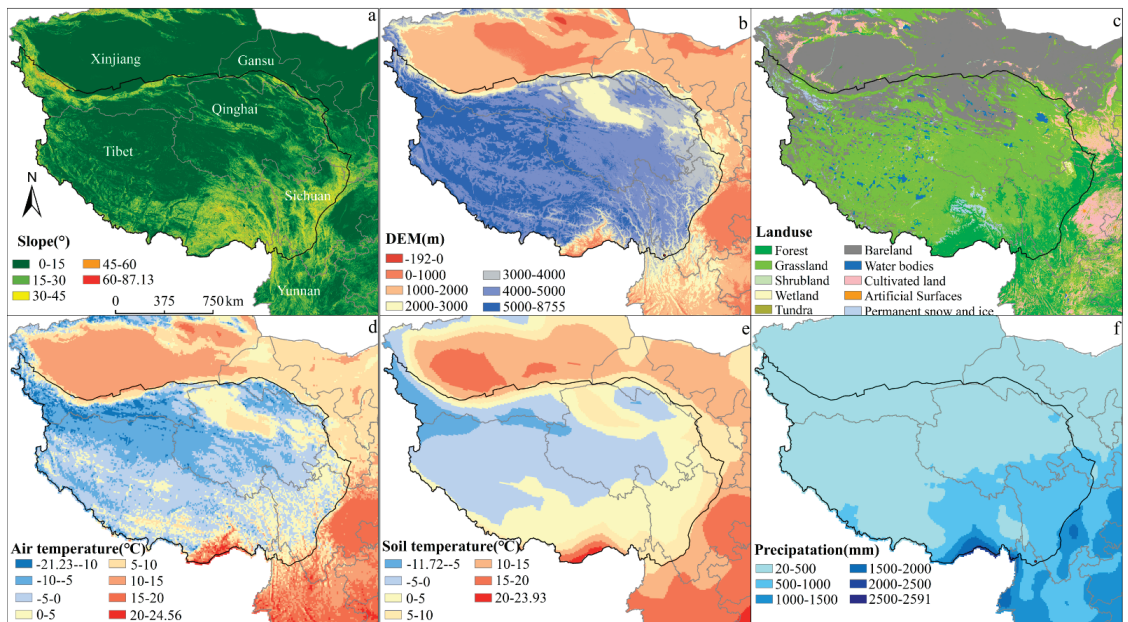 a
Xinjiang
Gansu
Qinghai
Tibet
N
Sichuan
Yunnan
Slope(°)
0-15
15-30
30-45
45-60
60-87.13
0 375 750 km
b
DEM(m)
-192-0
0-1000
1000-2000
2000-3000
3000-4000
4000-5000
5000-8755
c
Landuse
Forest
Grassland
Shrubland
Wetland
Tundra
Bareland
Water bodies
Cultivated land
Artificial Surfaces
Permanent snow and ice
d
Air temperature(°C)
-21.23--10
-10--5
-5-0
0-5
5-10
10-15
15-20
20-24.56
e
Soil temperature(°C)
-11.72--5
-5-0
0-5
5-10
10-15
15-20
20-23.93
f
Precipatation(mm)
20-500
500-1000
1000-1500
1500-2000
2000-2500
2500-2591